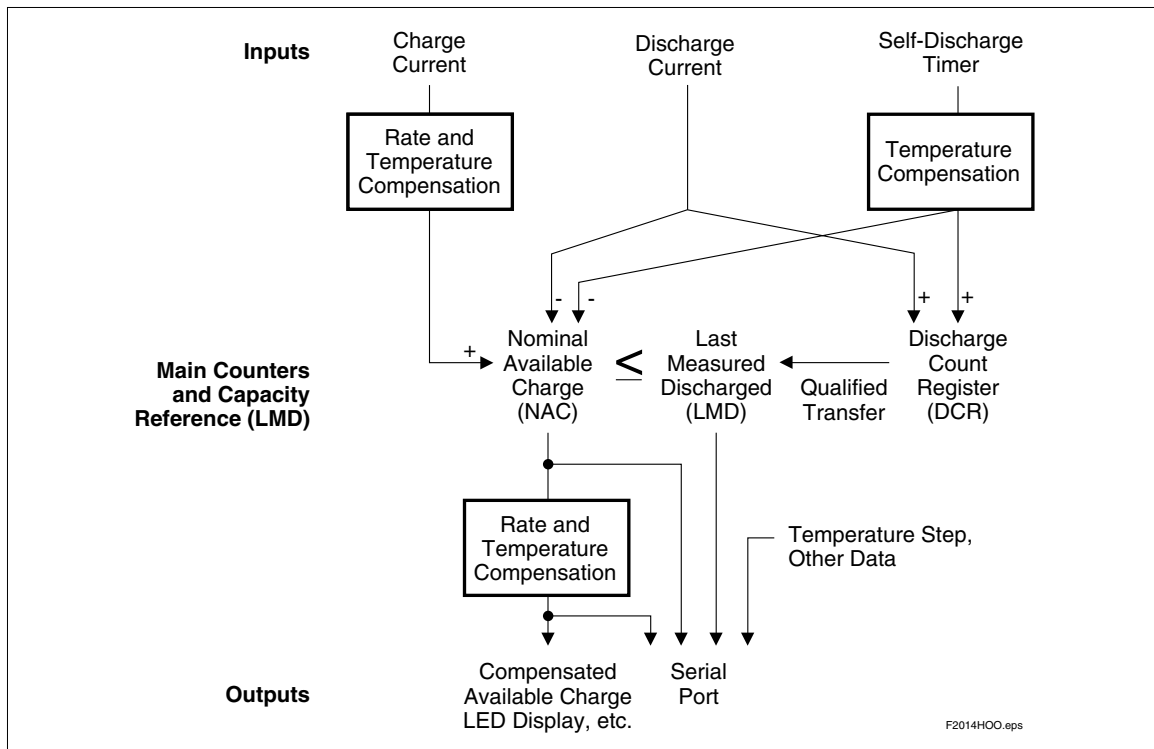 Inputs
Charge
Current
Discharge
Current
Self-Discharge
Timer
Rate and
Temperature
Compensation
Temperature
Compensation
-
-
+
+
+
Main Counters
and Capacity
Reference (LMD)
Nominal
Available
Charge
(NAC)
≤
Last
Measured
Discharged
(LMD)
Qualified
Transfer
Discharge
Count
Register
(DCR)
Rate and
Temperature
Compensation
Temperature Step,
Other Data
Outputs
Compensated
Available Charge
LED Display, etc.
Serial
Port
F2014HOO.eps